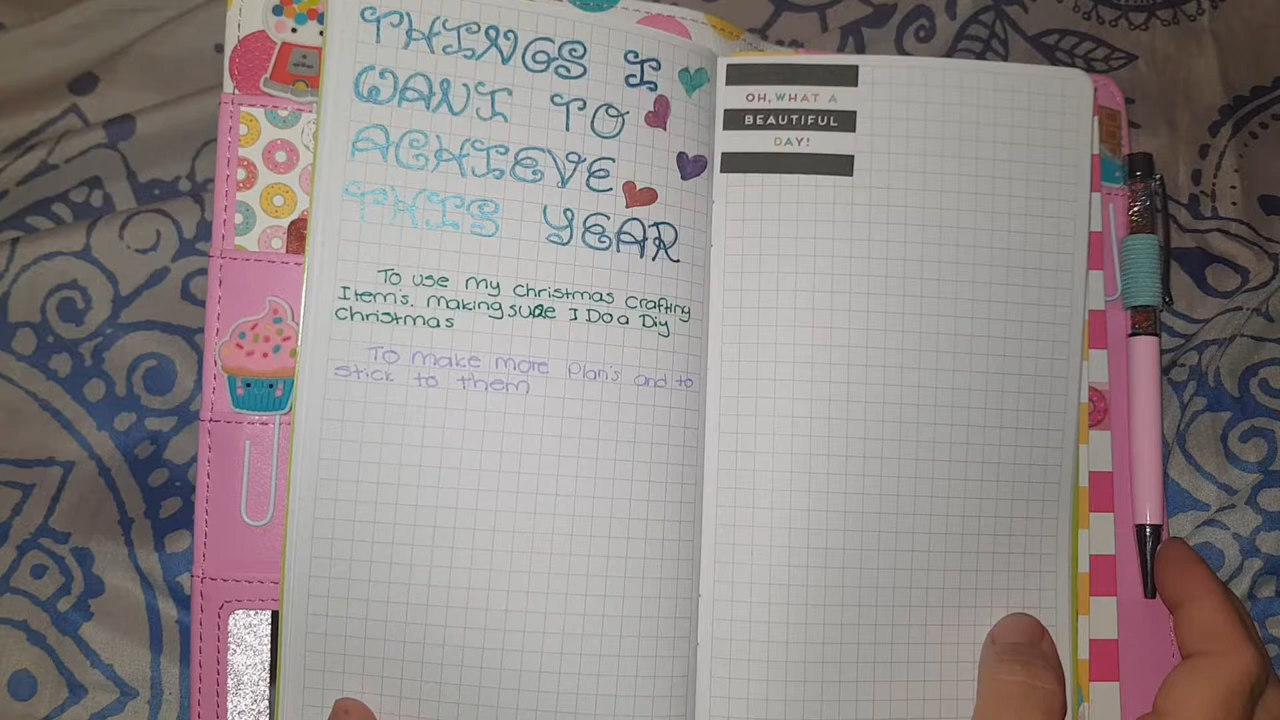 THINGS I
WANT TO
ACHIEVE
THIS YEAR
To use my christmas crafting
Item's. making sure I Do a Diy
christmas
To make more Plan's and to
stick to them
OH, WHAT A
BEAUTIFUL
DAY!